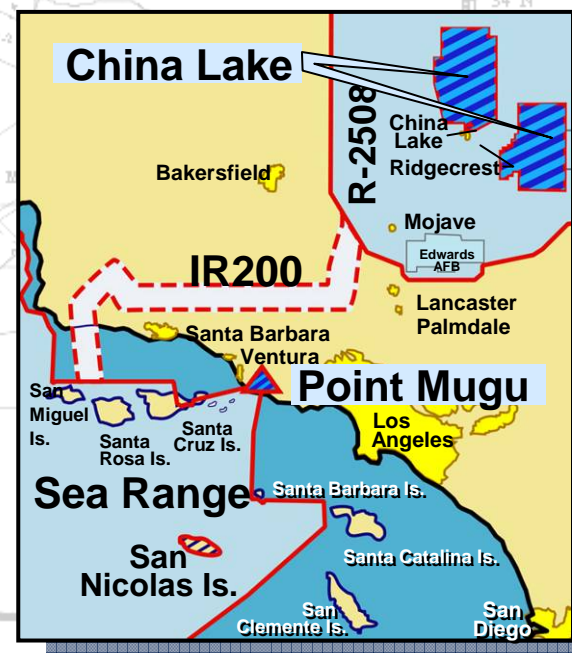 China Lake
R-2508
China
Lake
Ridgecrest
Bakersfield
Mojave
Edwards
AFB
IR200
Lancaster
Palmdale
Santa Barbara
Ventura
Point Mugu
San
Miguel
Is.
Santa
Rosa Is.
Santa
Cruz Is.
Los
Angeles
Sea Range
Santa Barbara Is.
San
Nicolas Is.
Santa Catalina Is.
San
Clemente Is.
San
Diego